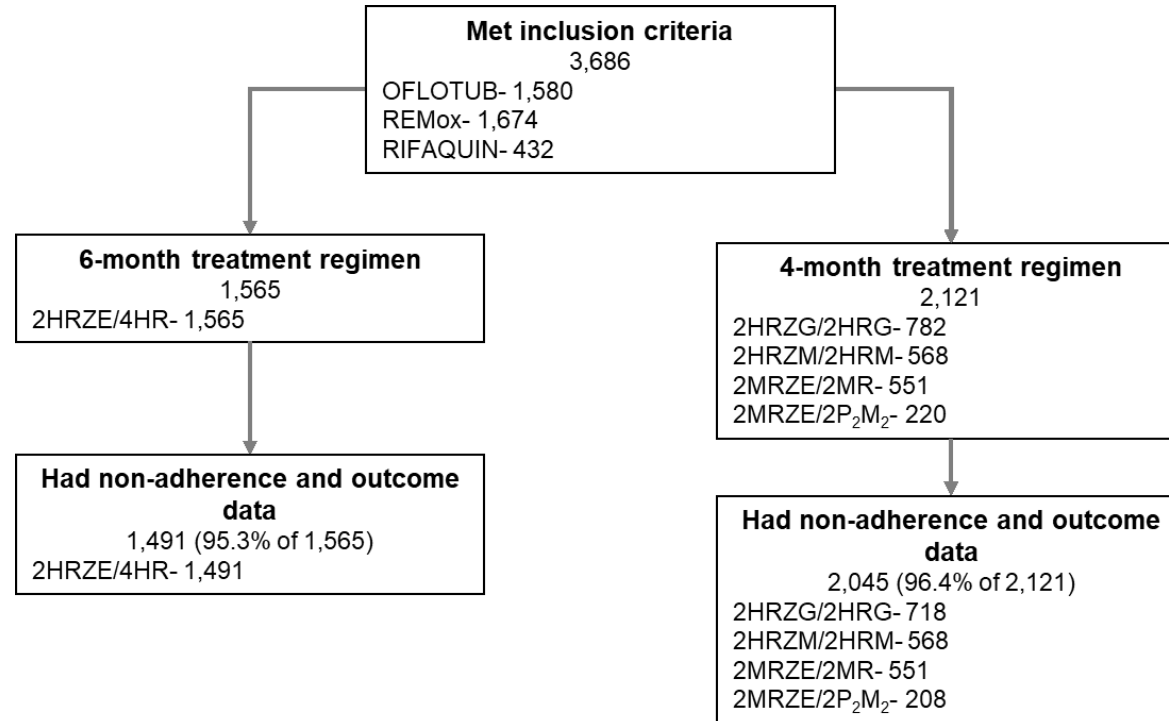 Met inclusion criteria
3,686
OFLOTUB- 1,580
REMox- 1,674
RIFAQUIN- 432
6-month treatment regimen
1,565
2HRZE/4HR- 1,565
4-month treatment regimen
2,121
2HRZG/2HRG- 782
2HRZM/2HRM- 568
2MRZE/2MR- 551
2MRZE/2P₂M₂- 220
Had non-adherence and outcome
data
1,491 (95.3% of 1,565)
2HRZE/4HR- 1,491
Had non-adherence and outcome
data
2,045 (96.4% of 2,121)
2HRZG/2HRG- 718
2HRZM/2HRM- 568
2MRZE/2MR- 551
2MRZE/2P₂M₂- 208